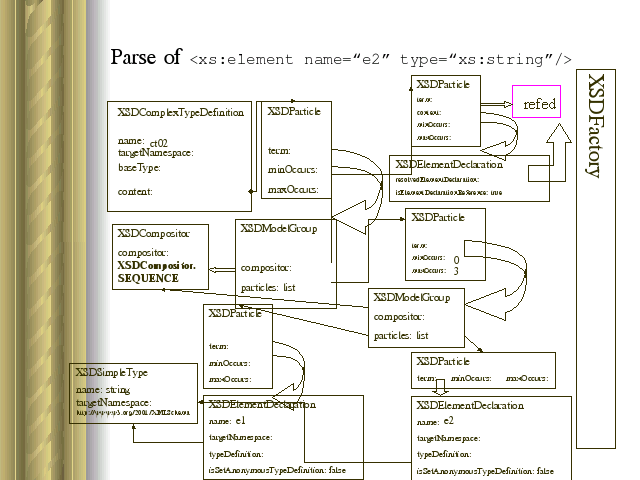 Parse of <xs:element name=“e2” type=“xs:string”/>
XSDFactory
XSDComplexTypeDefinition
name: ct02
targetNamespace:
baseType:
content:
XSDParticle
term:
minOccurs:
maxOccurs:
XSDParticle
term:
content:
minOccurs:
maxOccurs:
refed
XSDElementDeclaration
resolvedElementDeclaration:
isElementDeclarationReference: true
XSDCompositor
compositor:
XSDCompositor.
SEQUENCE
XSDModelGroup
compositor:
particles: list
XSDParticle
term:
minOccurs: 0
maxOccurs: 3
XSDModelGroup
compositor:
particles: list
XSDParticle
term:
minOccurs:
maxOccurs:
XSDParticle
term: minOccurs: maxOccurs:
XSDSimpleType
name: string
targetNamespace:
http://www.w3.org/2001/XMLSchema
XSDElementDeclaration
name: e1
targetNamespace:
typeDefinition:
isSetAnonymousTypeDefinition: false
XSDElementDeclaration
name: e2
targetNamespace:
typeDefinition:
isSetAnonymousTypeDefinition: false